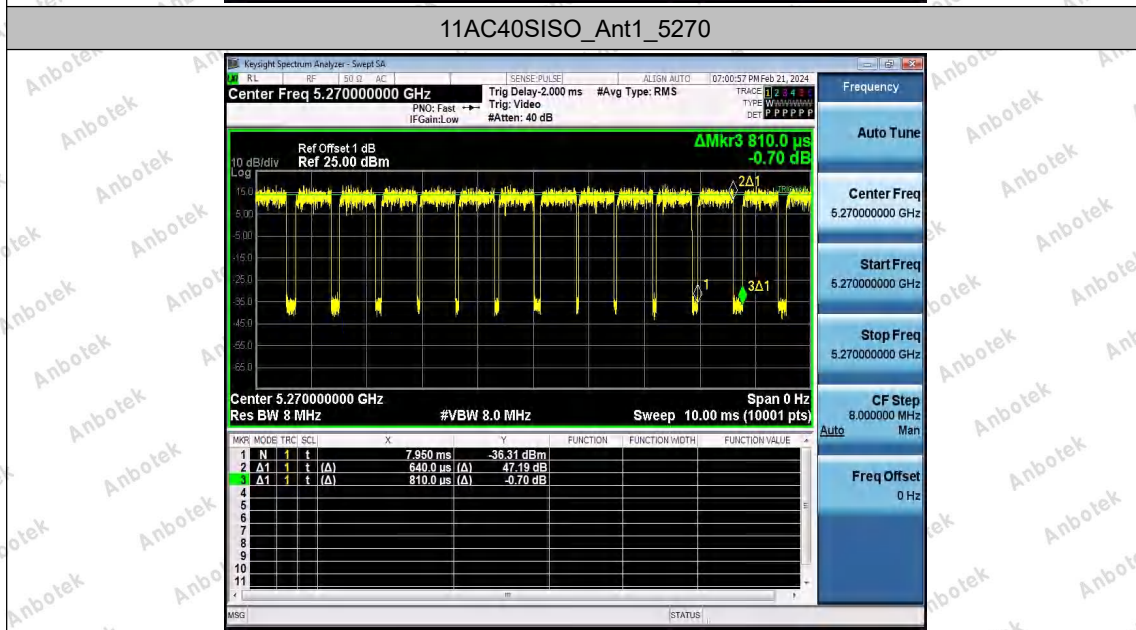 11AC40SISO_Ant1_5270
Keysight Spectrum Analyzer - Swept SA
RL RF 50 Ω AC SENSE:PULSE ALIGN AUTO 07:00:57 PM Feb 21, 2024
Center Freq 5.270000000 GHz
PNO: Fast
IFGain:Low
Trig Delay-2.000 ms
Trig: Video
#Atten: 40 dB
#Avg Type: RMS
TRACE 1 2 3 4 5 6
TYPE
DET P P P P P P
Frequency
Auto Tune
Center Freq
5.270000000 GHz
Start Freq
5.270000000 GHz
Stop Freq
5.270000000 GHz
CF Step
8.000000 MHz
Auto Man
Freq Offset
0 Hz
ΔMkr3 810.0 µs
-0.70 dB
Ref Offset 1 dB
10 dB/div Ref 25.00 dBm
Log
15.0
5.00
-5.00
-15.0
-25.0
-35.0
-45.0
-55.0
-65.0
2Δ1
1
3Δ1
Center 5.270000000 GHz Span 0 Hz
Res BW 8 MHz #VBW 8.0 MHz Sweep 10.00 ms (10001 pts)
MKR MODE TRC SCL X Y FUNCTION FUNCTION WIDTH FUNCTION VALUE
1 N 1 t 7.950 ms -36.31 dBm
2 Δ1 1 t (Δ) 640.0 µs (Δ) 47.19 dB
3 Δ1 1 t (Δ) 810.0 µs (Δ) -0.70 dB
4
5
6
7
8
9
10
11
MSG STATUS
Anbotek